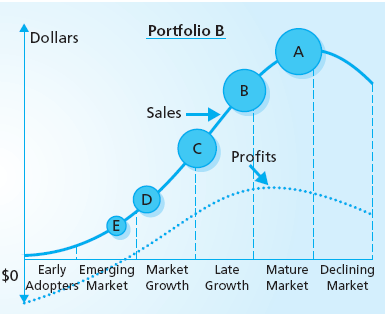 Portfolio B
Dollars
A
B
Sales
C
Profits
D
E
$0
Early Emerging Market Late Mature Declining
Adopters Market Growth Growth Market Market